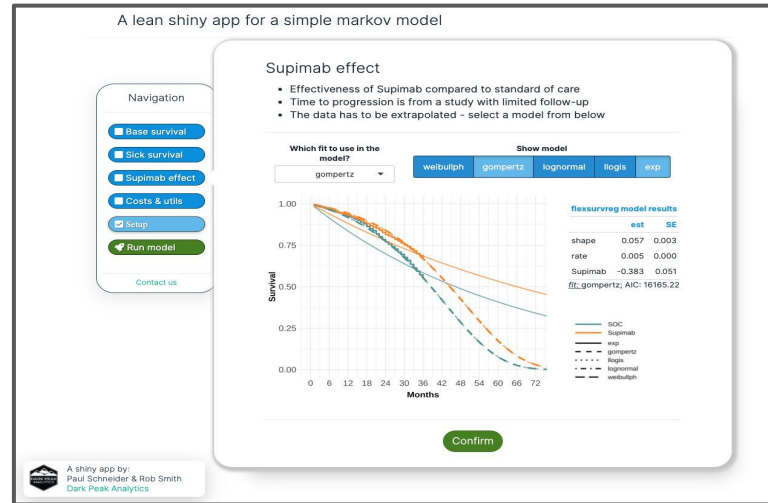 A lean shiny app for a simple markov model
Navigation
Base survival
Sick survival
Supimab effect
Costs & utils
Setup
Run model
Contact us
Supimab effect
• Effectiveness of Supimab compared to standard of care
• Time to progression is from a study with limited follow-up
• The data has to be extrapolated - select a model from below
Which fit to use in the
model?
gompertz
Show model
weibullph gompertz lognormal llogis exp
1.00
0.75
0.50
0.25
0.00
Survival
0 6 12 18 24 30 36 42 48 54 60 66 72
Months
flexsurvreg model results
est SE
shape 0.057 0.003
rate 0.005 0.000
Supimab -0.383 0.051
fit: gompertz; AIC: 16165.22
SOC
Supimab
exp
gompertz
llogis
lognormal
weibullph
Confirm
DARK PEAK
ANALYTICS
A shiny app by:
Paul Schneider & Rob Smith
Dark Peak Analytics